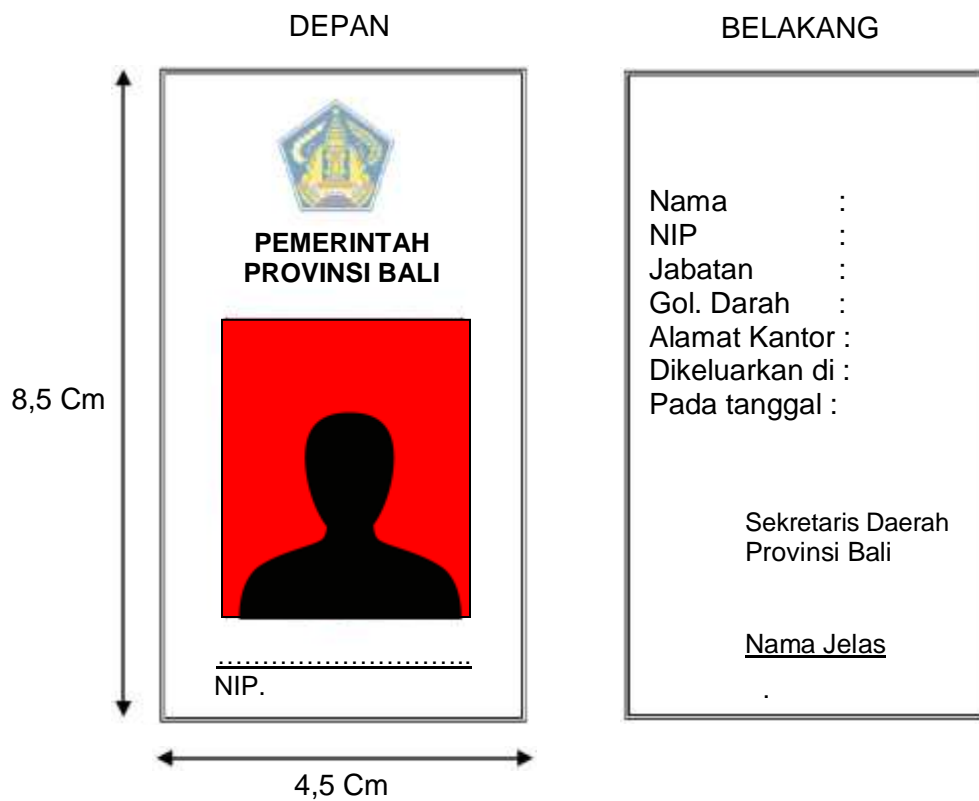 DEPAN
PEMERINTAH
PROVINSI BALI
...........................
NIP.
8,5 Cm
4,5 Cm
BELAKANG
Nama :
NIP :
Jabatan :
Gol. Darah :
Alamat Kantor :
Dikeluarkan di :
Pada tanggal :
Sekretaris Daerah
Provinsi Bali
Nama Jelas
.